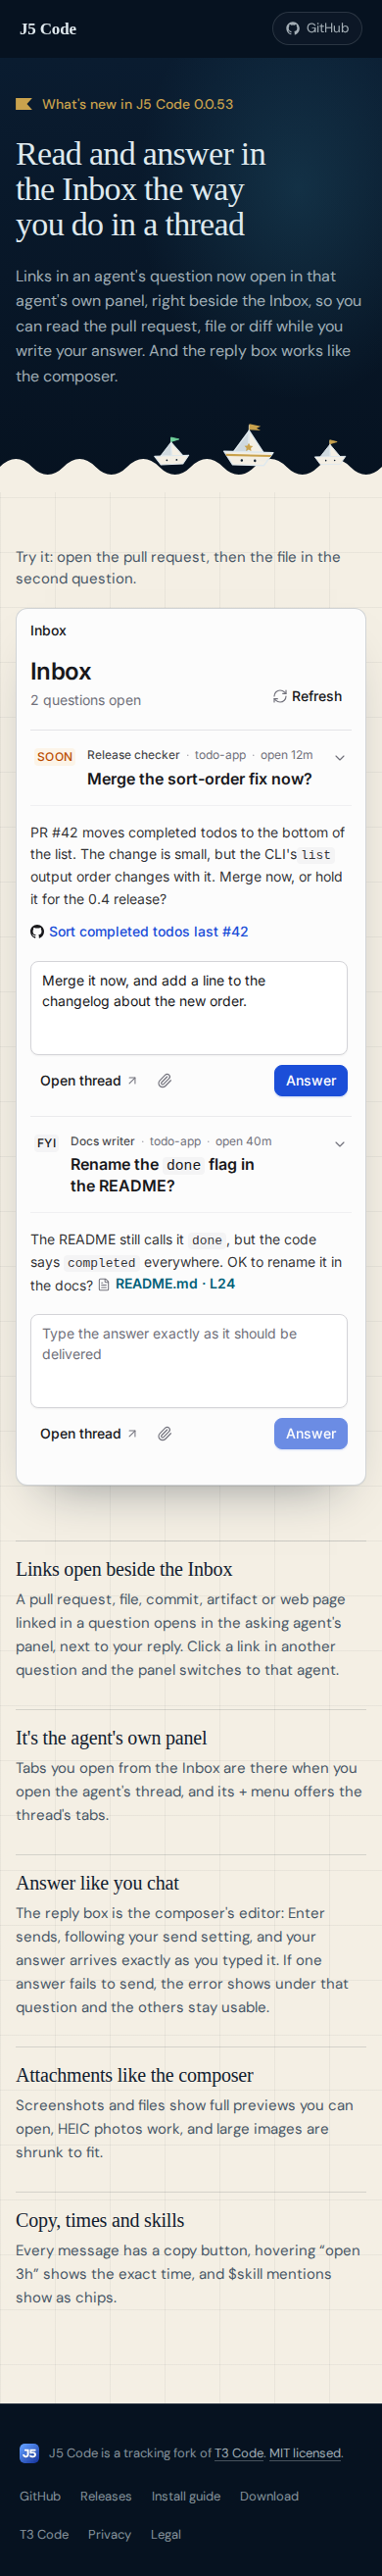 J5 Code
GitHub
What's new in J5 Code 0.0.53
Read and answer in
the Inbox the way
you do in a thread
Links in an agent's question now open in that
agent's own panel, right beside the Inbox, so you
can read the pull request, file or diff while you
write your answer. And the reply box works like
the composer.
Try it: open the pull request, then the file in the
second question.
Inbox
Inbox
2 questions open
Refresh
SOON
Release checker · todo-app · open 12m
Merge the sort-order fix now?
PR #42 moves completed todos to the bottom of
the list. The change is small, but the CLI's list
output order changes with it. Merge now, or hold
it for the 0.4 release?
Sort completed todos last #42
Merge it now, and add a line to the
changelog about the new order.
Open thread
Answer
FYI
Docs writer · todo-app · open 40m
Rename the done flag in
the README?
The README still calls it done, but the code
says completed everywhere. OK to rename it in
the docs? README.md · L24
Type the answer exactly as it should be
delivered
Open thread
Answer
Links open beside the Inbox
A pull request, file, commit, artifact or web page
linked in a question opens in the asking agent's
panel, next to your reply. Click a link in another
question and the panel switches to that agent.
It's the agent's own panel
Tabs you open from the Inbox are there when you
open the agent's thread, and its + menu offers the
thread's tabs.
Answer like you chat
The reply box is the composer's editor: Enter
sends, following your send setting, and your
answer arrives exactly as you typed it. If one
answer fails to send, the error shows under that
question and the others stay usable.
Attachments like the composer
Screenshots and files show full previews you can
open, HEIC photos work, and large images are
shrunk to fit.
Copy, times and skills
Every message has a copy button, hovering “open
3h” shows the exact time, and $skill mentions
show as chips.
J5
J5 Code is a tracking fork of T3 Code. MIT licensed.
GitHub
Releases
Install guide
Download
T3 Code
Privacy
Legal